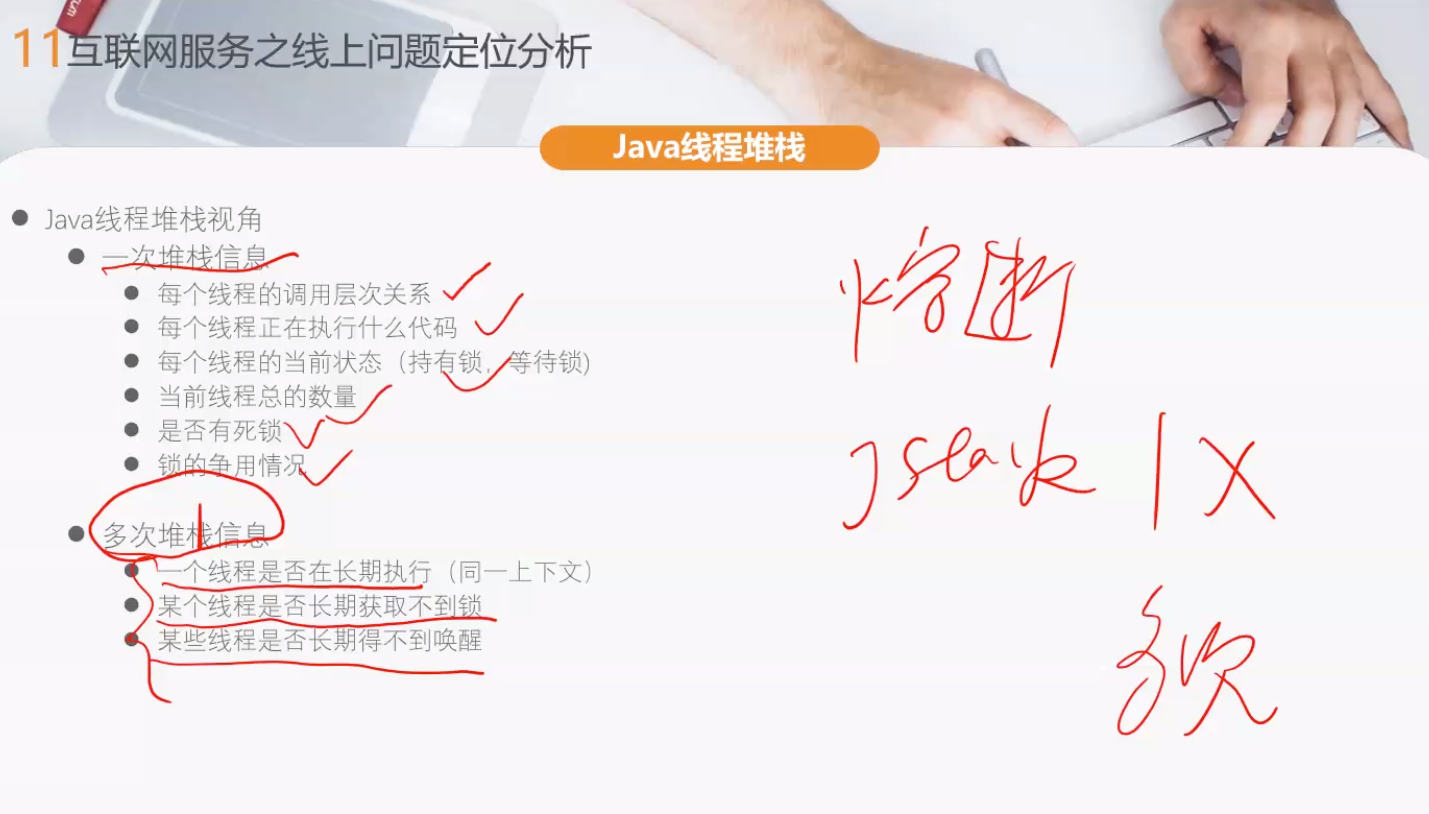 11互联网服务之线上问题定位分析
Java线程堆栈
Java线程堆栈视角
一次堆栈信息
每个线程的调用层次关系
每个线程正在执行什么代码
每个线程的当前状态（持有锁，等待锁)
当前线程总的数量
是否有死锁
锁的争用情况
多次堆栈信息
一个线程是否在长期执行（同一上下文）
某个线程是否长期获取不到锁
某些线程是否长期得不到唤醒
熔断
Jstack 1 X
多次